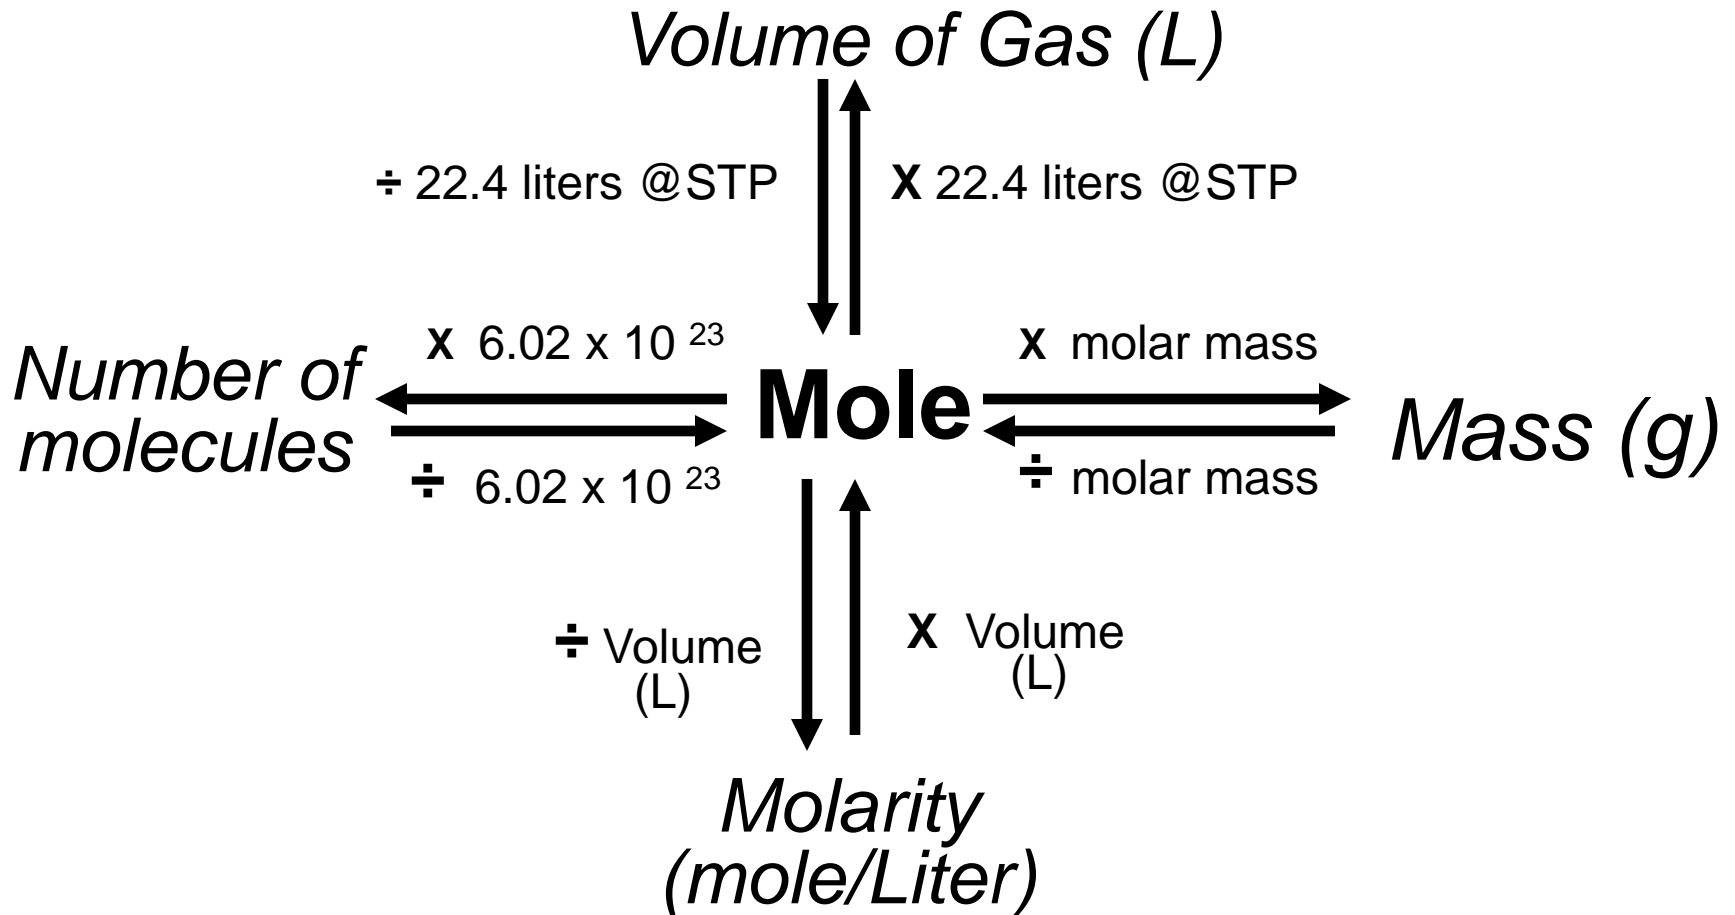 Volume of Gas (L)
÷ 22.4 liters @STP
X 22.4 liters @STP
X 6.02 x 10 23
X molar mass
Number of
molecules
Mole
Mass (g)
÷ 6.02 x 10 23
÷ molar mass
÷ Volume
(L)
X Volume
(L)
Molarity
(mole/Liter)